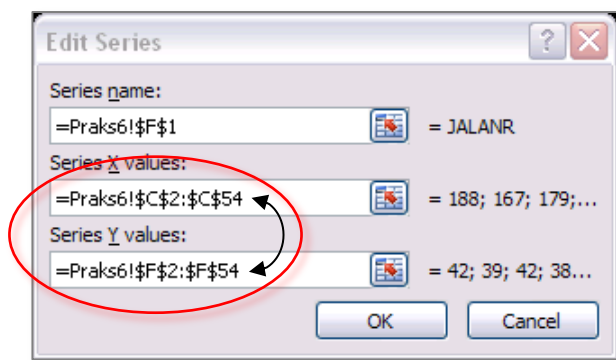 Edit Series
Series name:
=Praks6!$F$1 = JALANR
Series X values:
=Praks6!$C$2:$C$54 = 188; 167; 179;...
Series Y values:
=Praks6!$F$2:$F$54 = 42; 39; 42; 38...
OK Cancel